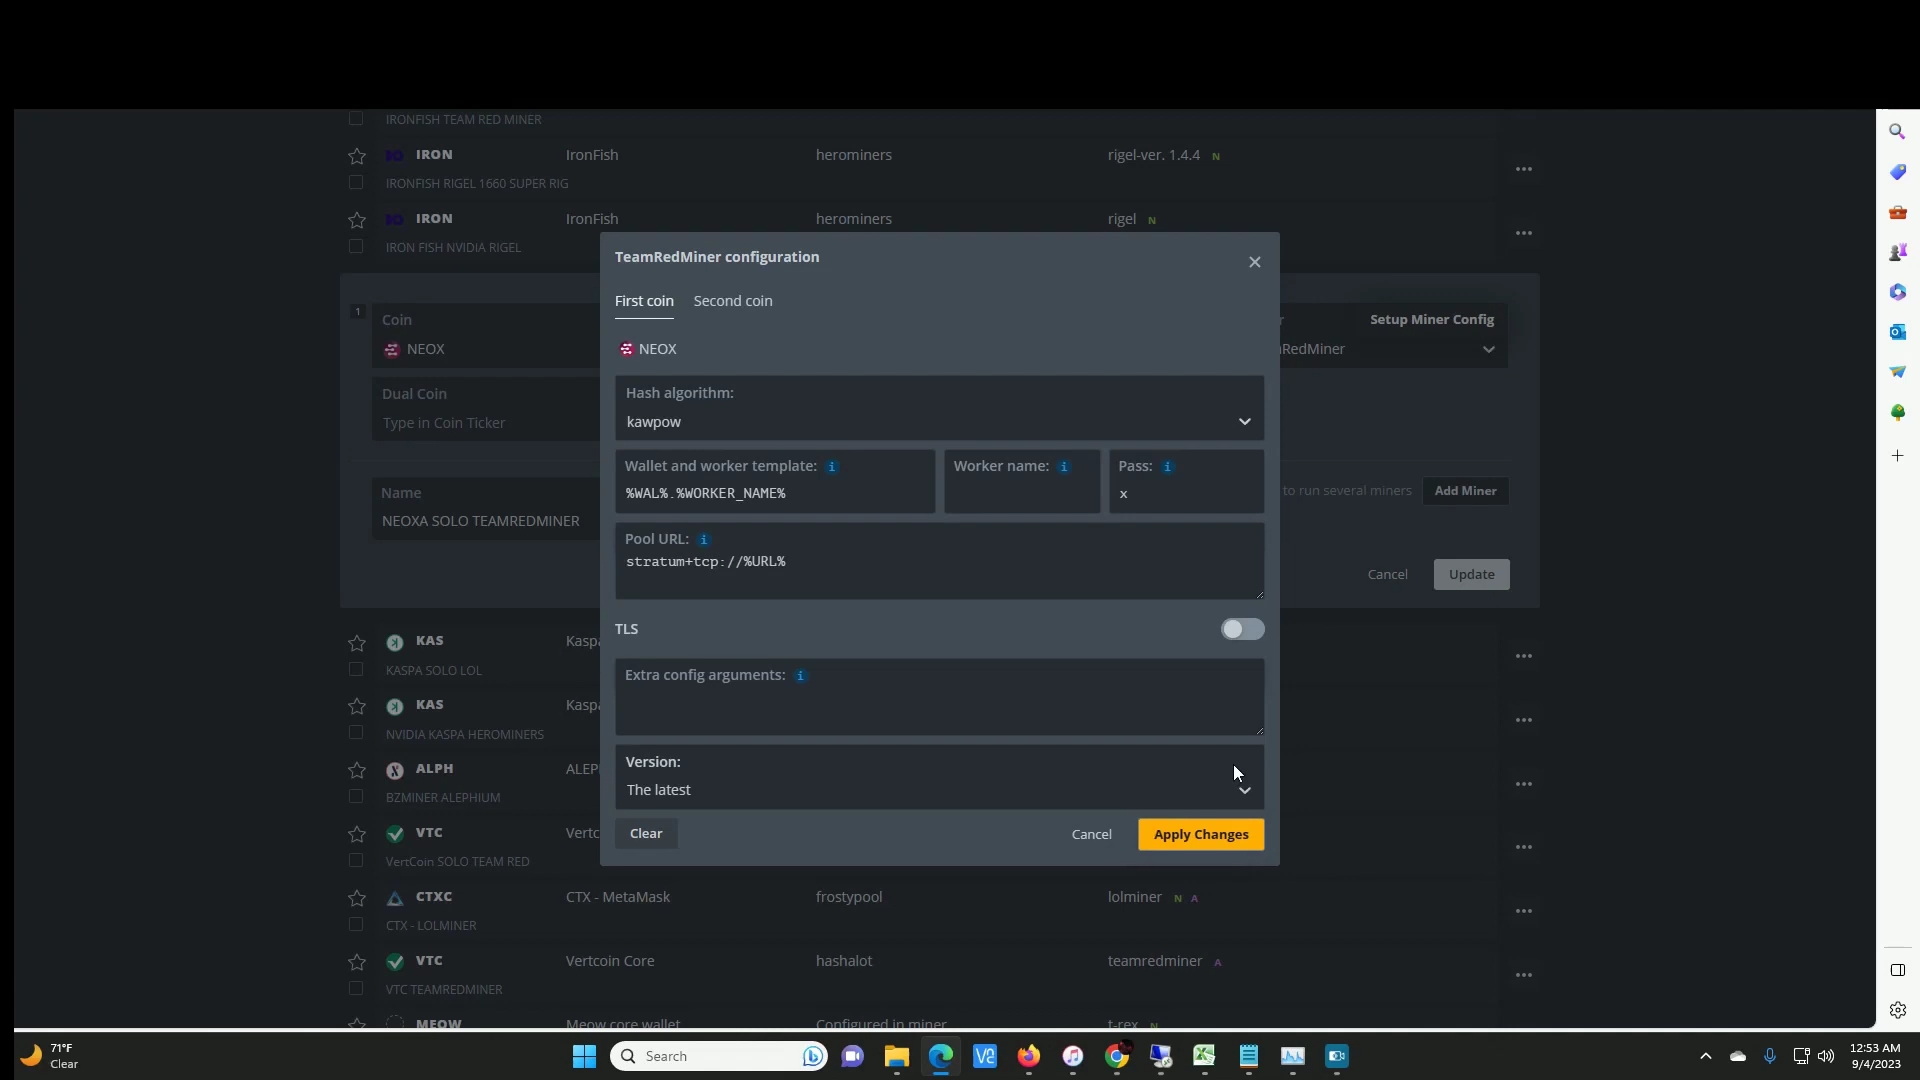 IRONFISH TEAM RED MINER
IRON IronFish herominers rigel-ver. 1.4.4 N
IRONFISH RIGEL 1660 SUPER RIG
IRON IronFish herominers rigel N
IRON FISH NVIDIA RIGEL
TeamRedMiner configuration
First coin Second coin
NEOX
Hash algorithm:
kawpow
Wallet and worker template: i
%WAL%.%WORKER_NAME%
Worker name: i
Pass: i
x
Pool URL: i
stratum+tcp://%URL%
TLS
Extra config arguments: i
Version:
The latest
Clear Cancel Apply Changes
1
Coin
NEOX
Dual Coin
Type in Coin Ticker
Name
NEOXA SOLO TEAMREDMINER
Setup Miner Config
RedMiner
to run several miners Add Miner
Cancel Update
KAS Kaspa
KASPA SOLO LOL
KAS Kaspa
NVIDIA KASPA HEROMINERS
ALPH ALEP
BZMINER ALEPHIUM
VTC Vertc
VertCoin SOLO TEAM RED
CTXC CTX - MetaMask frostypool lolminer N A
CTX - LOLMINER
VTC Vertcoin Core hashalot teamredminer A
VTC TEAMREDMINER
MEOW Meow core wallet Configured in miner t-rex N
71°F
Clear
Search
12:53 AM
9/4/2023